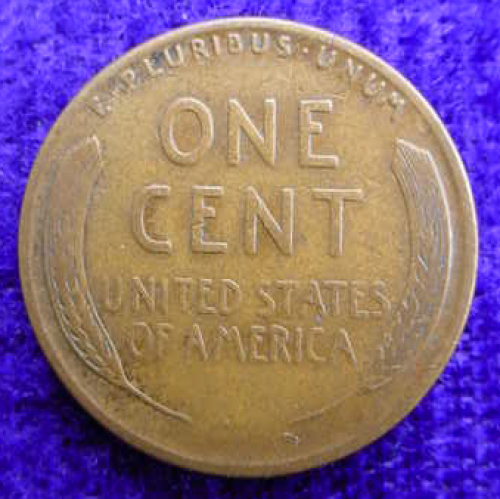 E·PLURIBUS·UNUM
ONE
CENT
UNITED STATES
OF AMERICA